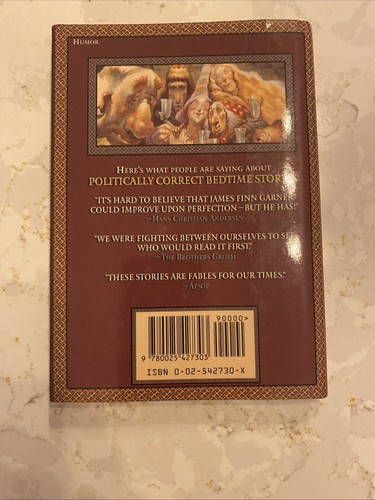 HUMOR
HERE'S WHAT PEOPLE ARE SAYING ABOUT
POLITICALLY CORRECT BEDTIME
"IT'S HARD TO BELIEVE THAT JAMES FINN GARNER
COULD IMPROVE UPON PERFECTION—BUT HE HAS!"
—HANS CHRISTIAN ANDERSEN
"WE WERE FIGHTING BETWEEN OURSELVES TO SEE
WHO WOULD READ IT FIRST."
—THE BROTHERS GRIMM
"THESE STORIES ARE FABLES FOR OUR TIMES."
—AESOP
90000>
9 780025 427303
ISBN 0-02-542730-X